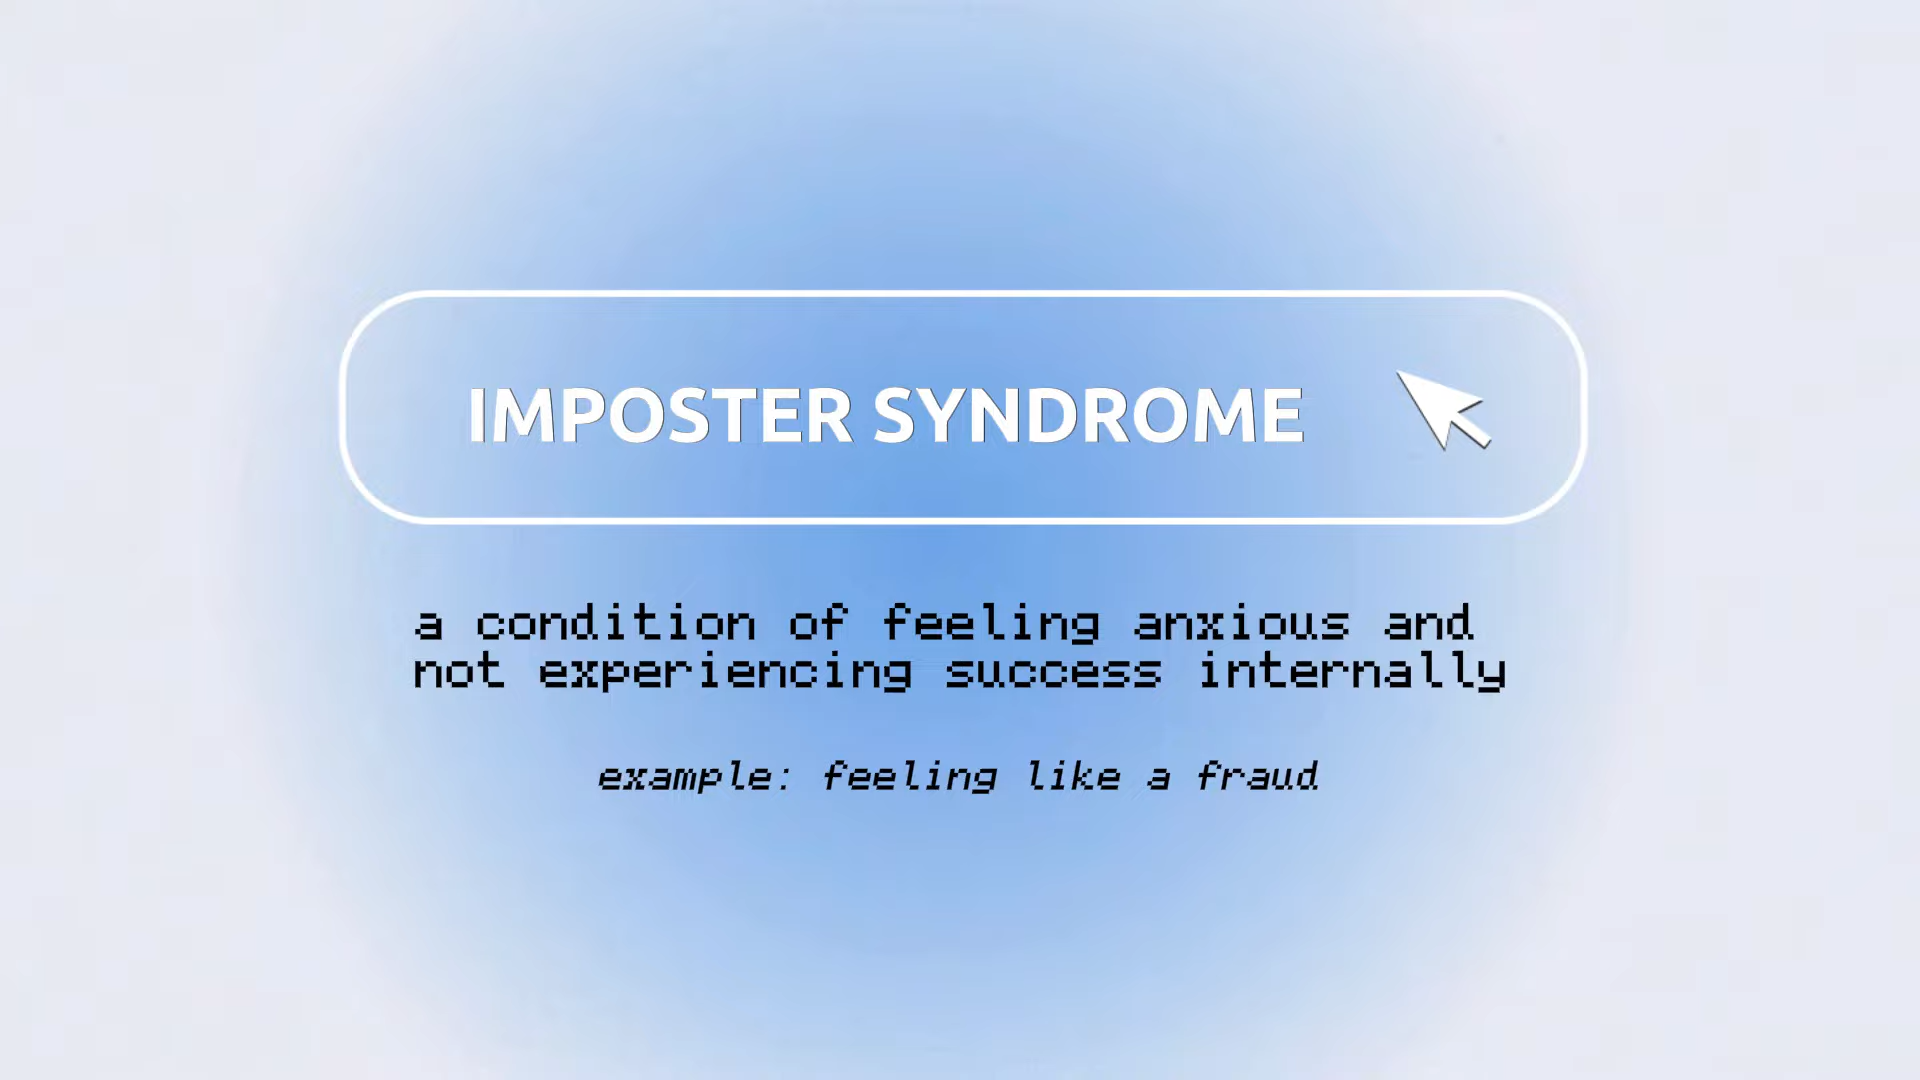 IMPOSTER SYNDROME
a condition of feeling anxious and
not experiencing success internally
example: feeling like a fraud